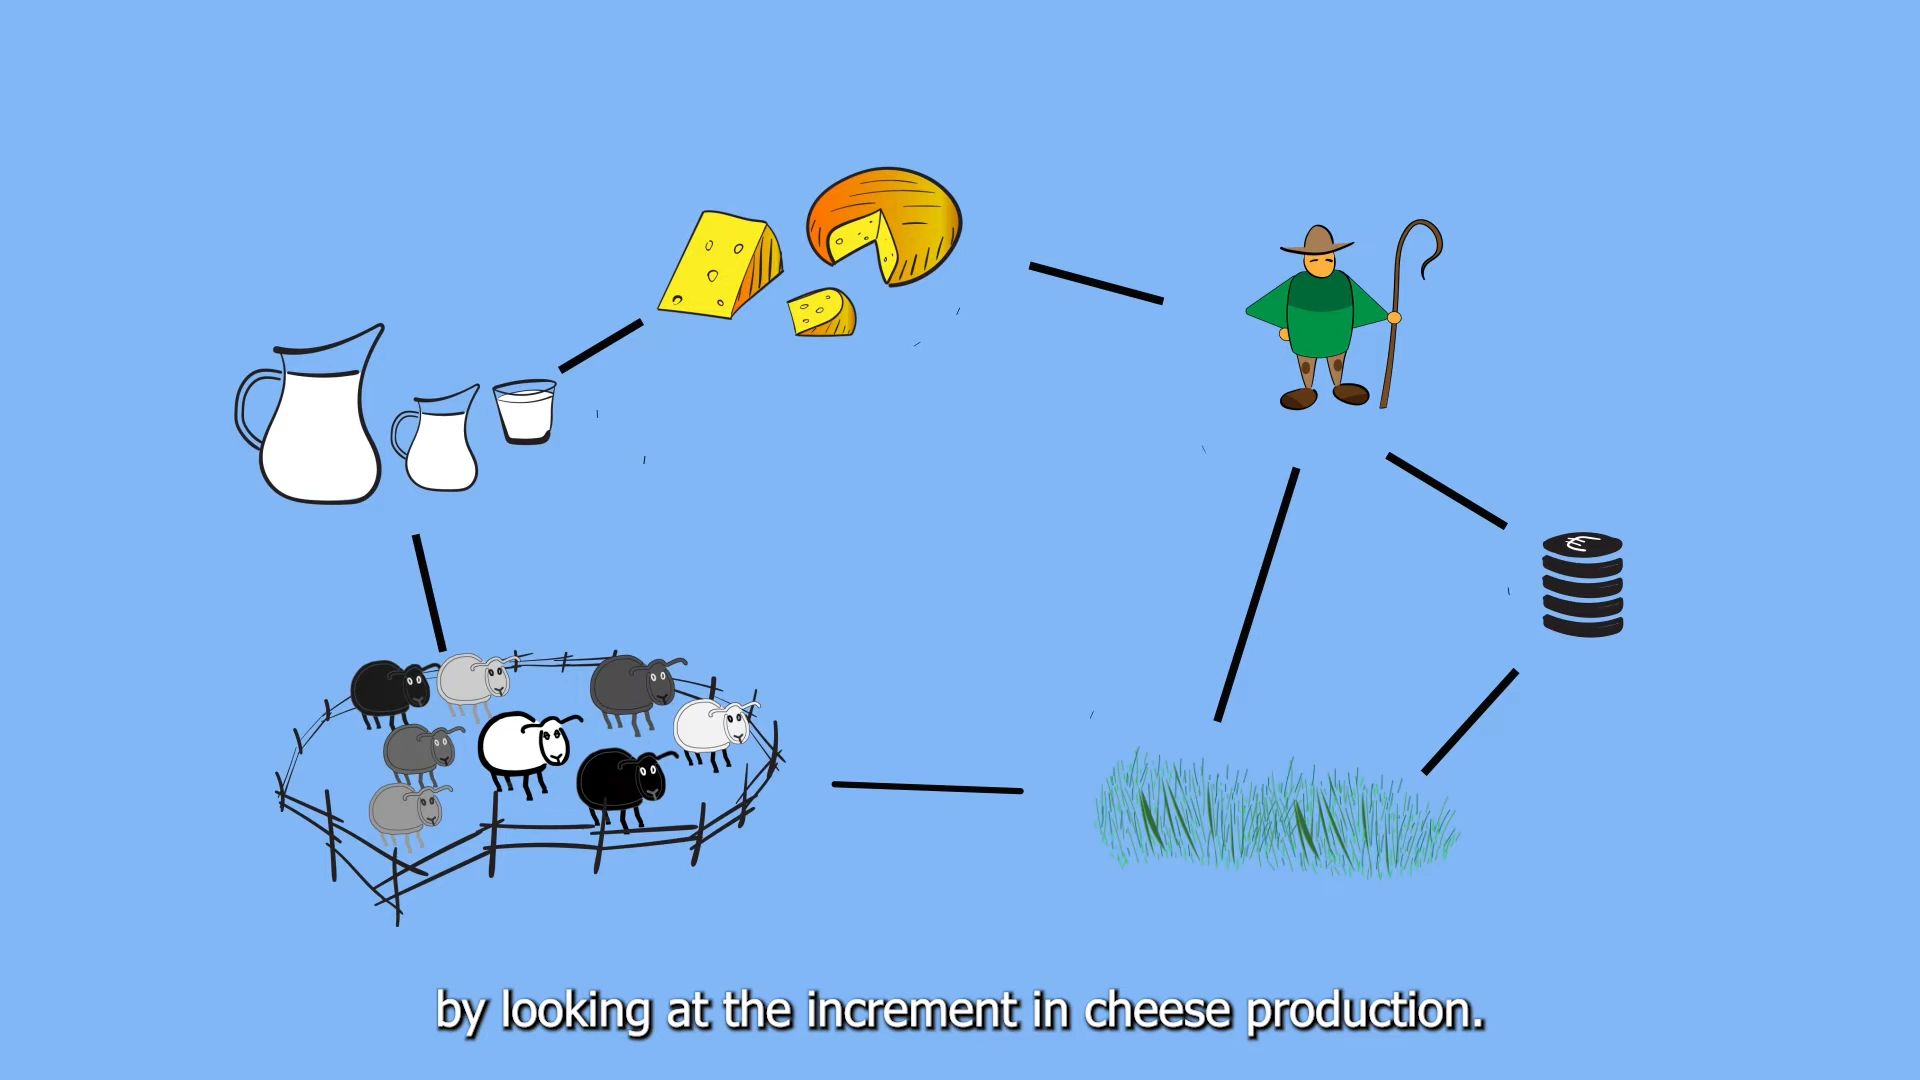 €
by looking at the increment in cheese production.